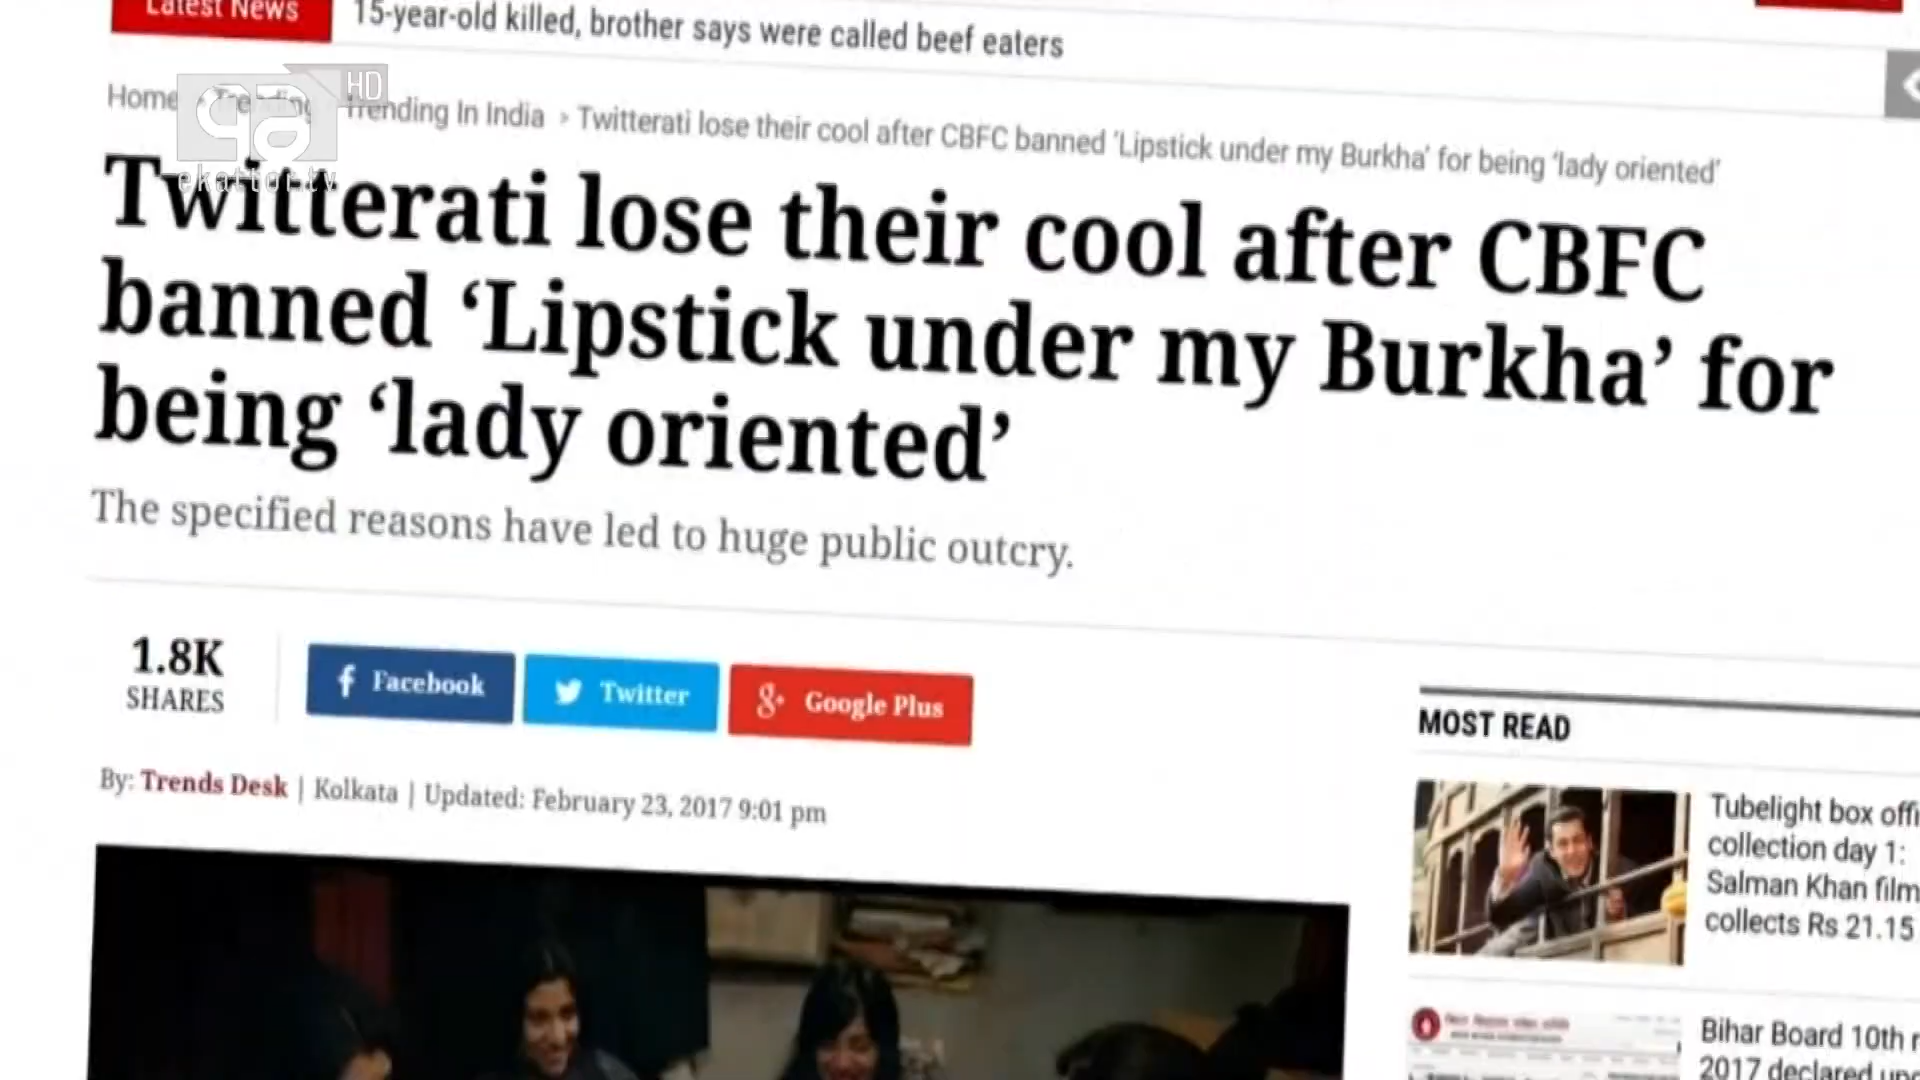 Latest News
15-year-old killed, brother says were called beef eaters
HD
ekattor.tv
Home > Trending > Trending In India > Twitterati lose their cool after CBFC banned ‘Lipstick under my Burkha’ for being ‘lady oriented’
Twitterati lose their cool after CBFC
banned ‘Lipstick under my Burkha’ for
being ‘lady oriented’
The specified reasons have led to huge public outcry.
1.8K
SHARES
Facebook
Twitter
Google Plus
By: Trends Desk | Kolkata | Updated: February 23, 2017 9:01 pm
MOST READ
Tubelight box offi
collection day 1:
Salman Khan film
collects Rs 21.15
Bihar Board 10th r
2017 declared